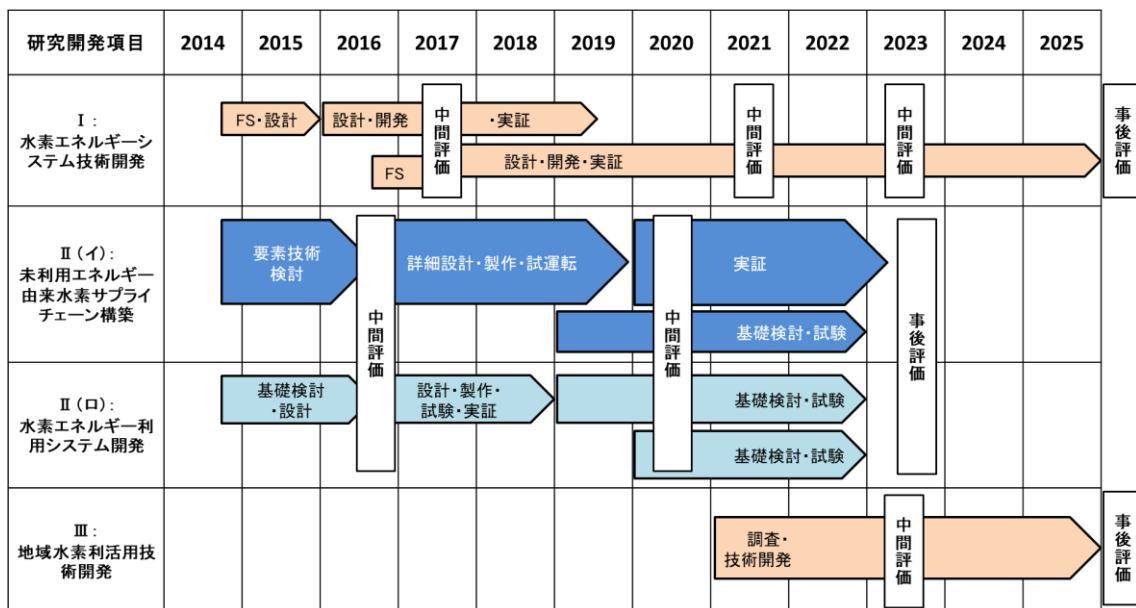 研究開発項目
2014
2015
2016
2017
2018
2019
2020
2021
2022
2023
2024
2025
Ⅰ:
水素エネルギーシ
ステム技術開発
FS・設計
設計・開発
・実証
FS
設計・開発・実証
中間評価
中間評価
中間評価
事後評価
Ⅱ(イ):
未利用エネルギー
由来水素サプライ
チェーン構築
要素技術
検討
詳細設計・製作・試運転
実証
基礎検討・試験
中間評価
中間評価
事後評価
Ⅱ(ロ):
水素エネルギー利
用システム開発
基礎検討
・設計
設計・製作・
試験・実証
基礎検討・試験
基礎検討・試験
Ⅲ:
地域水素利活用技
術開発
調査・
技術開発
中間評価
事後評価